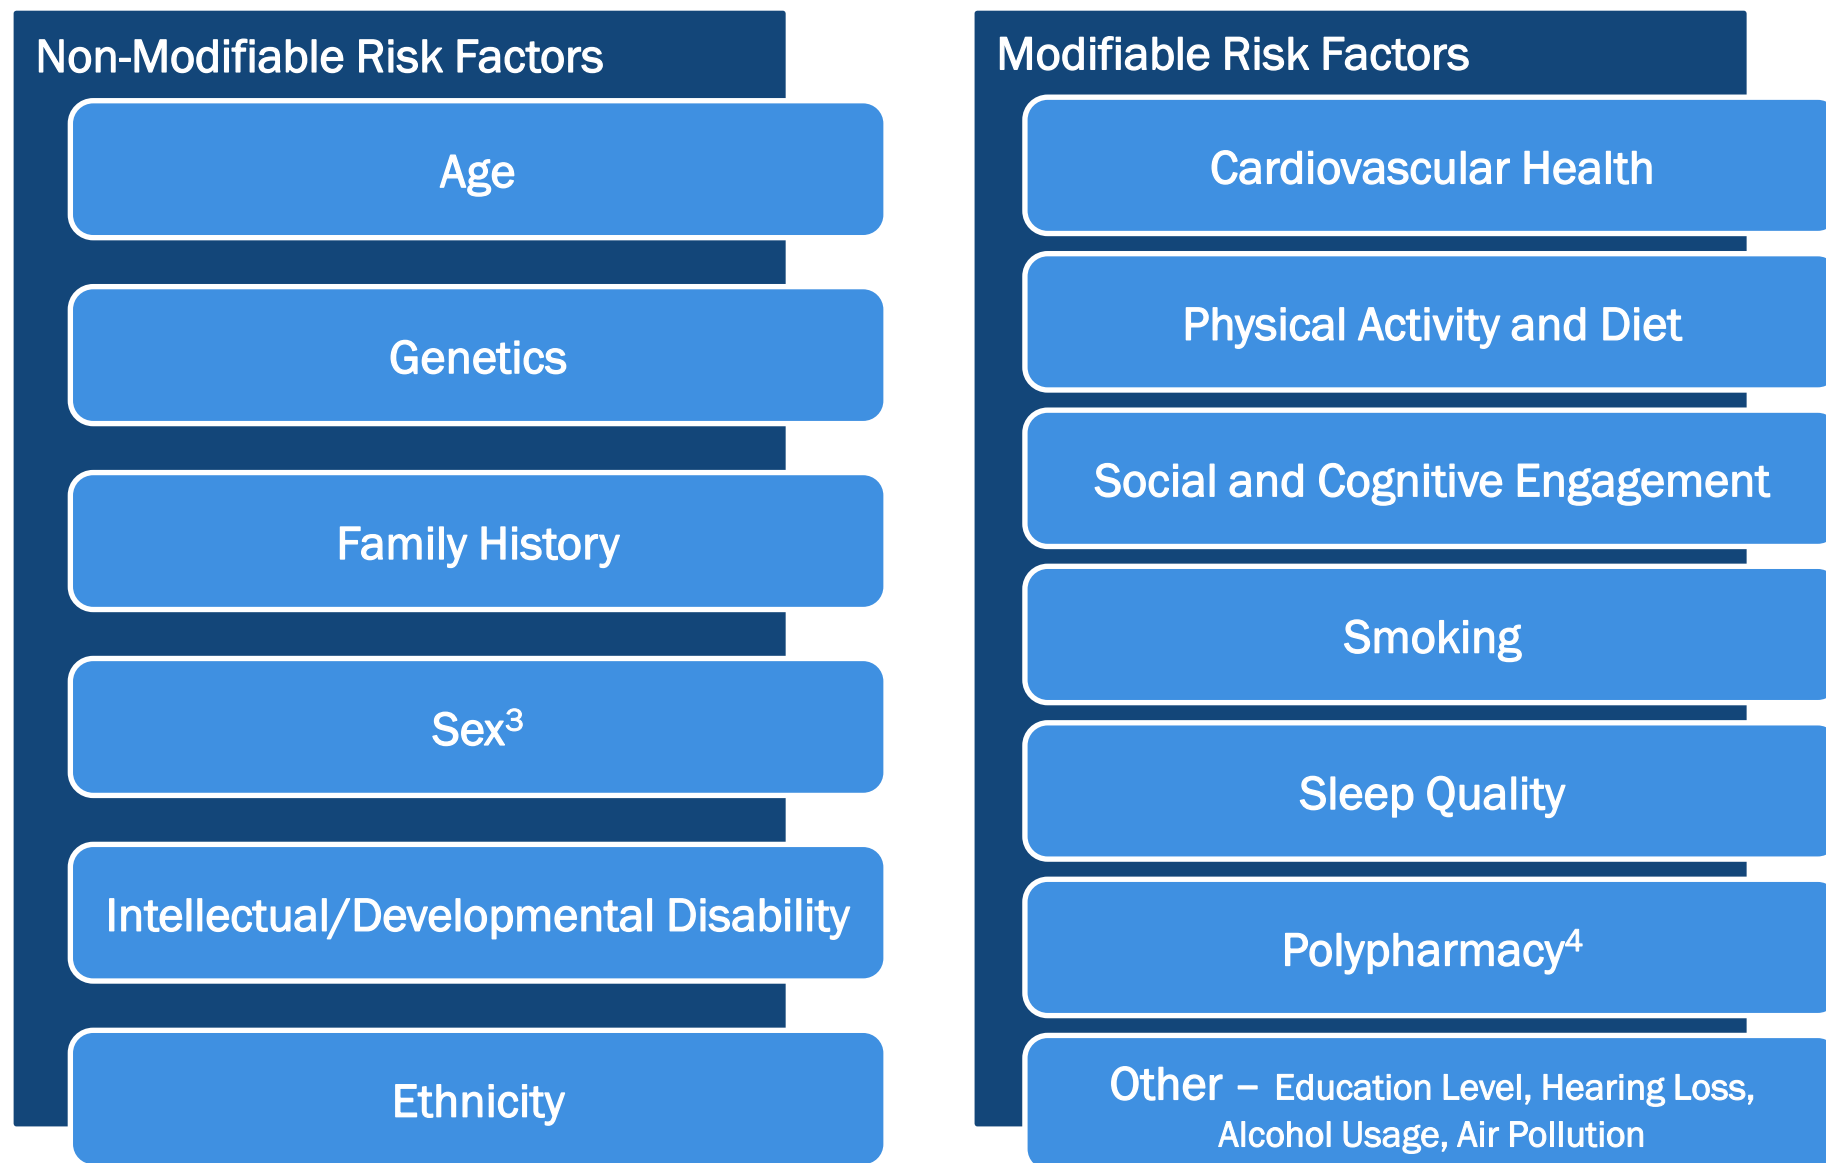 Non-Modifiable Risk Factors
Age
Genetics
Family History
Sex³
Intellectual/Developmental Disability
Ethnicity
Modifiable Risk Factors
Cardiovascular Health
Physical Activity and Diet
Social and Cognitive Engagement
Smoking
Sleep Quality
Polypharmacy⁴
Other – Education Level, Hearing Loss,
Alcohol Usage, Air Pollution